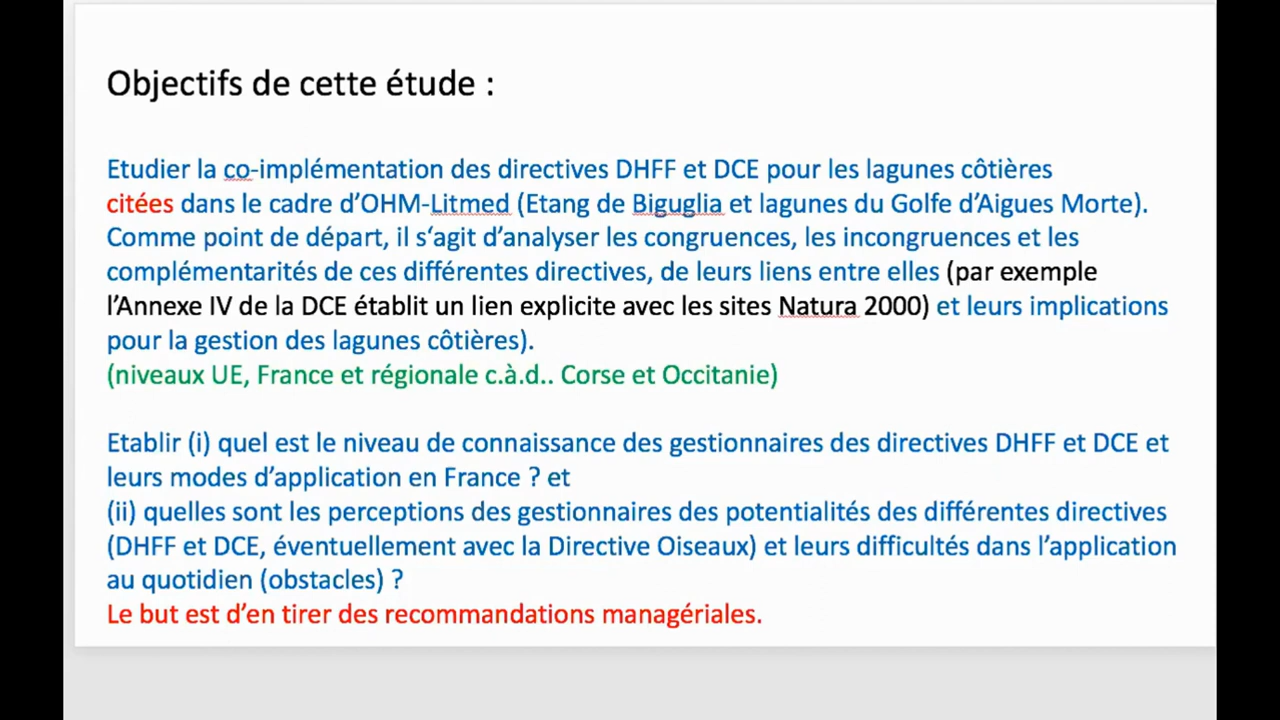 Objectifs de cette étude :
Etudier la co-implémentation des directives DHFF et DCE pour les lagunes côtières
citées dans le cadre d’OHM-Litmed (Etang de Biguglia et lagunes du Golfe d’Aigues Morte).
Comme point de départ, il s‘agit d’analyser les congruences, les incongruences et les
complémentarités de ces différentes directives, de leurs liens entre elles (par exemple
l’Annexe IV de la DCE établit un lien explicite avec les sites Natura 2000) et leurs implications
pour la gestion des lagunes côtières).
(niveaux UE, France et régionale c.à.d.. Corse et Occitanie)
Etablir (i) quel est le niveau de connaissance des gestionnaires des directives DHFF et DCE et
leurs modes d’application en France ? et
(ii) quelles sont les perceptions des gestionnaires des potentialités des différentes directives
(DHFF et DCE, éventuellement avec la Directive Oiseaux) et leurs difficultés dans l’application
au quotidien (obstacles) ?
Le but est d’en tirer des recommandations managériales.